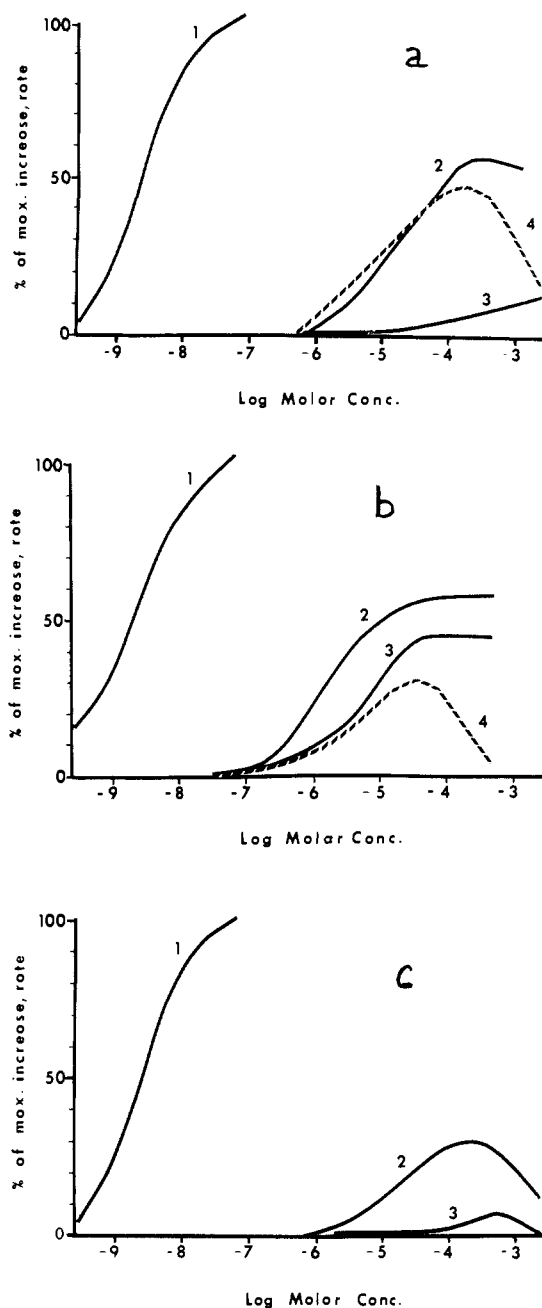 100
1
a
% of max. increase, rate
50
2
4
3
0
-9 -8 -7 -6 -5 -4 -3
Log Molar Conc.
100
1
b
% of max. increase, rate
50
2
3
4
0
-9 -8 -7 -6 -5 -4 -3
Log Molar Conc.
100
1
c
% of max. increase, rate
50
2
3
0
-9 -8 -7 -6 -5 -4 -3
Log Molar Conc.